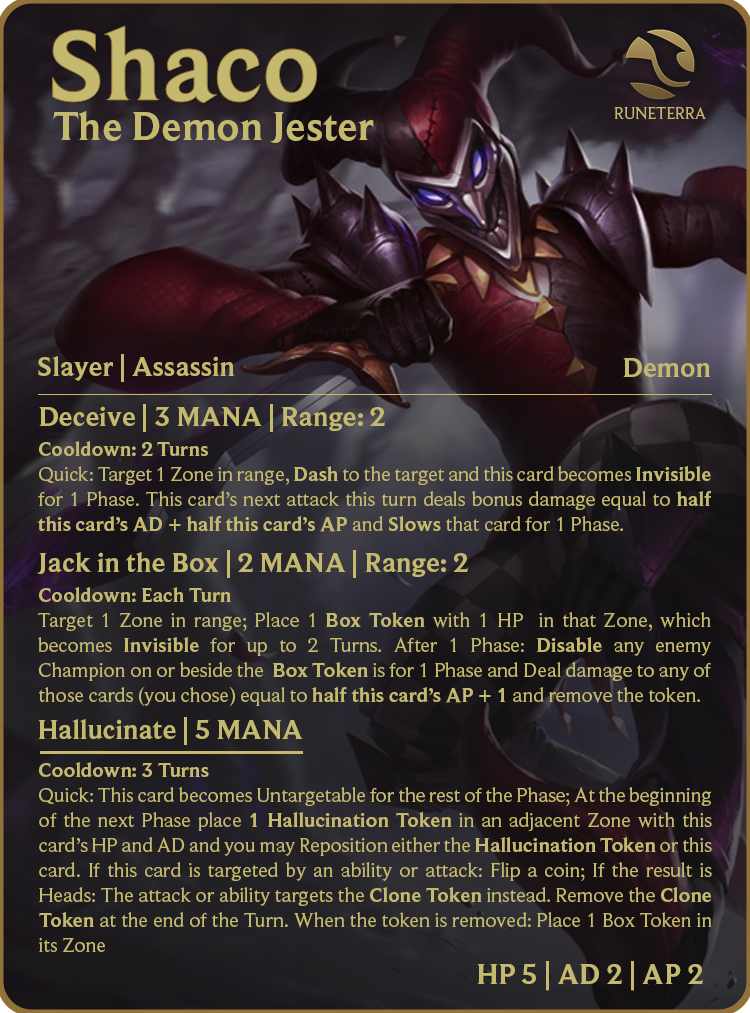 Shaco
The Demon Jester
RUNETERRA
Slayer | Assassin
Demon
Deceive | 3 MANA | Range: 2
Cooldown: 2 Turns
Quick: Target 1 Zone in range, Dash to the target and this card becomes Invisible
for 1 Phase. This card's next attack this turn deals bonus damage equal to half
this card's AD + half this card's AP and Slows that card for 1 Phase.
Jack in the Box | 2 MANA | Range: 2
Cooldown: Each Turn
Target 1 Zone in range; Place 1 Box Token with 1 HP in that Zone, which
becomes Invisible for up to 2 Turns. After 1 Phase: Disable any enemy
Champion on or beside the Box Token is for 1 Phase and Deal damage to any of
those cards (you chose) equal to half this card's AP + 1 and remove the token.
Hallucinate | 5 MANA
Cooldown: 3 Turns
Quick: This card becomes Untargetable for the rest of the Phase; At the beginning
of the next Phase place 1 Hallucination Token in an adjacent Zone with this
card's HP and AD and you may Reposition either the Hallucination Token or this
card. If this card is targeted by an ability or attack: Flip a coin; If the result is
Heads: The attack or ability targets the Clone Token instead. Remove the Clone
Token at the end of the Turn. When the token is removed: Place 1 Box Token in
its Zone
HP 5 | AD 2 | AP 2